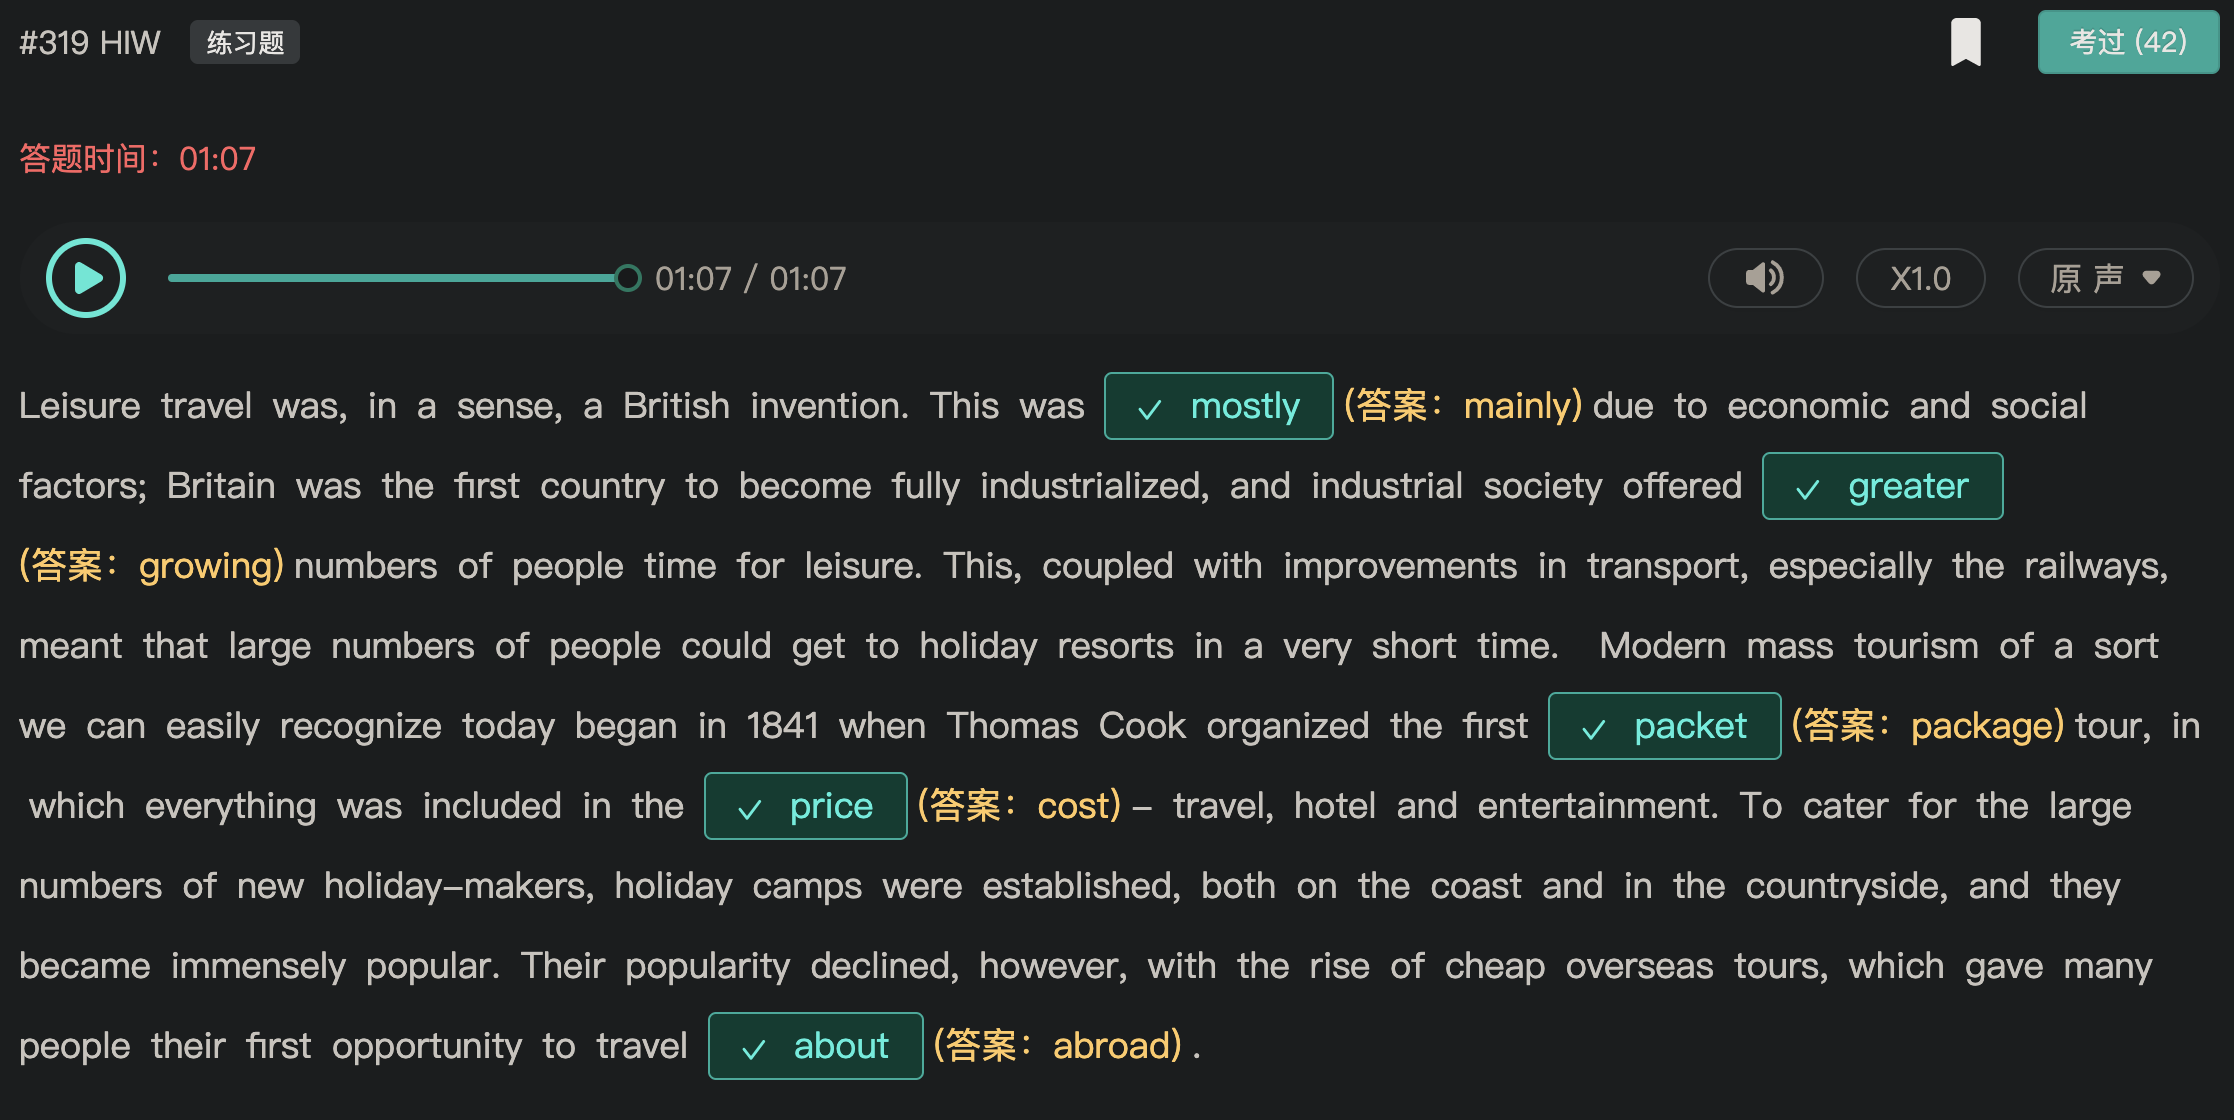 #319 HIW 练习题 考过 (42)
答题时间：01:07
01:07 / 01:07 X1.0 原声
Leisure travel was, in a sense, a British invention. This was ✓ mostly (答案：mainly) due to economic and social
factors; Britain was the first country to become fully industrialized, and industrial society offered ✓ greater
(答案：growing) numbers of people time for leisure. This, coupled with improvements in transport, especially the railways,
meant that large numbers of people could get to holiday resorts in a very short time. Modern mass tourism of a sort
we can easily recognize today began in 1841 when Thomas Cook organized the first ✓ packet (答案：package) tour, in
which everything was included in the ✓ price (答案：cost) – travel, hotel and entertainment. To cater for the large
numbers of new holiday–makers, holiday camps were established, both on the coast and in the countryside, and they
became immensely popular. Their popularity declined, however, with the rise of cheap overseas tours, which gave many
people their first opportunity to travel ✓ about (答案：abroad) .